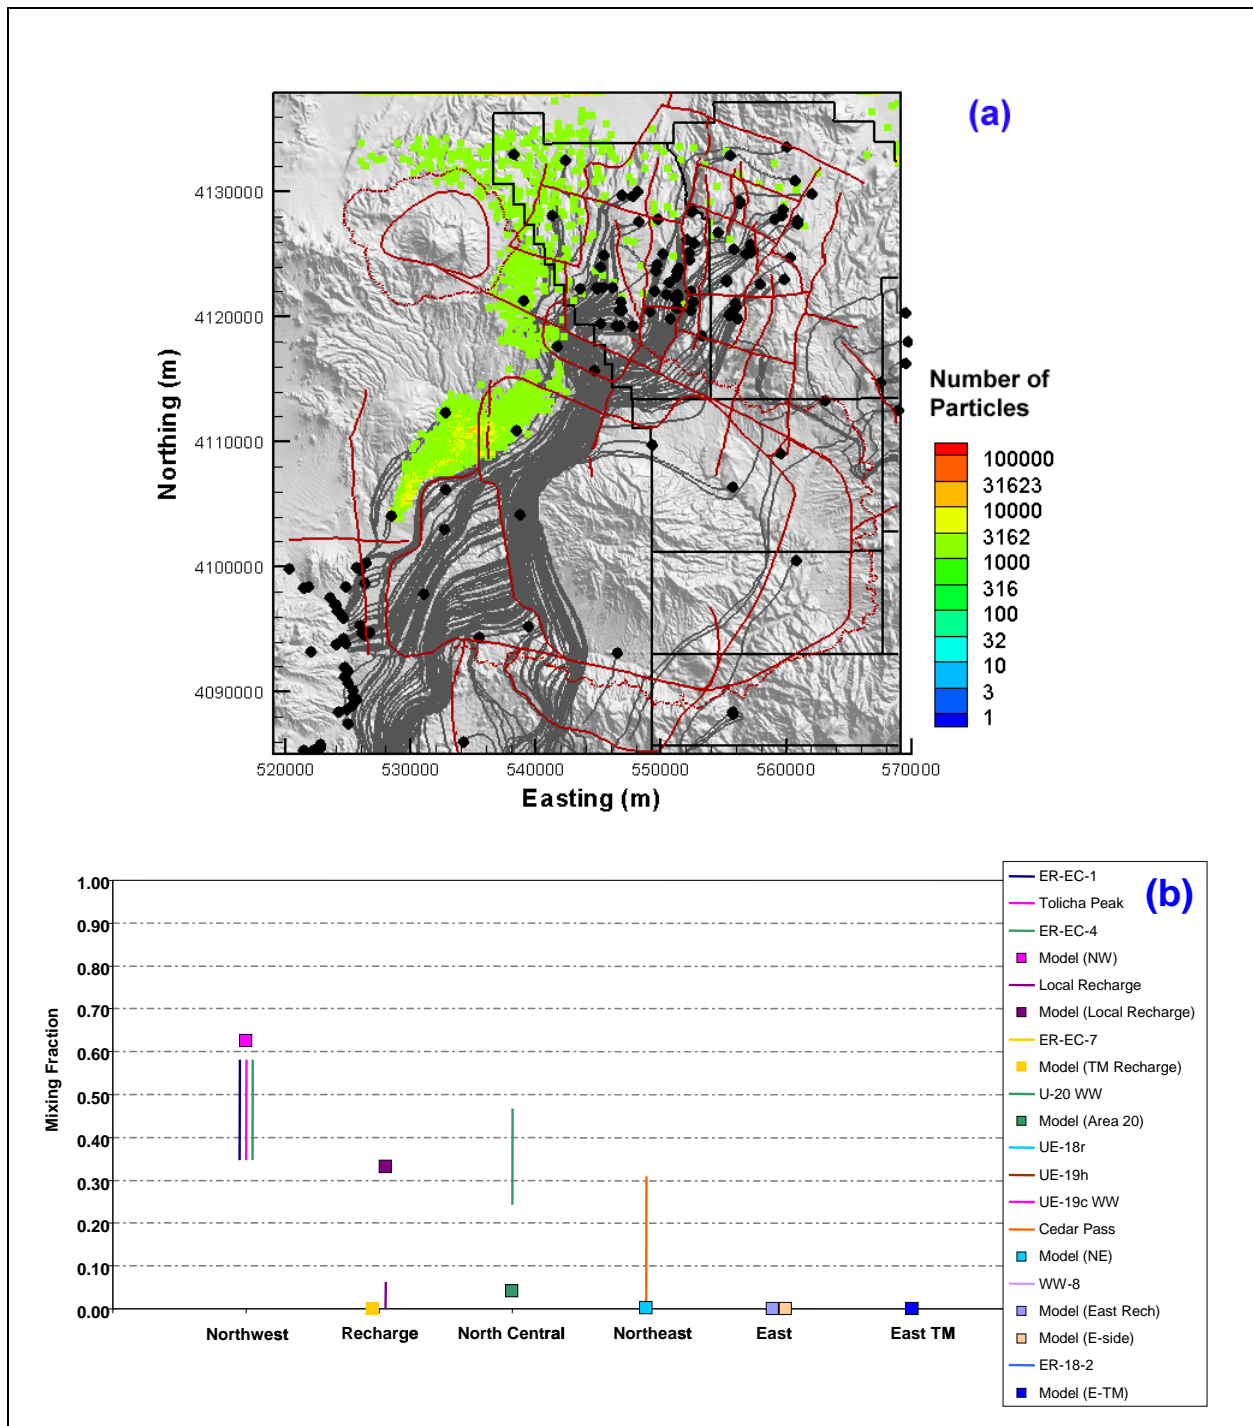 (a)
4130000
4120000
4110000
4100000
4090000
Northing (m)
520000 530000 540000 550000 560000 570000
Easting (m)
Number of
Particles
100000
31623
10000
3162
1000
316
100
32
10
3
1
(b)
1.00
0.90
0.80
0.70
0.60
0.50
0.40
0.30
0.20
0.10
0.00
Mixing Fraction
Northwest Recharge North Central Northeast East East TM
ER-EC-1
Tolicha Peak
ER-EC-4
Model (NW)
Local Recharge
Model (Local Recharge)
ER-EC-7
Model (TM Recharge)
U-20 WW
Model (Area 20)
UE-18r
UE-19h
UE-19c WW
Cedar Pass
Model (NE)
WW-8
Model (East Rech)
Model (E-side)
ER-18-2
Model (E-TM)